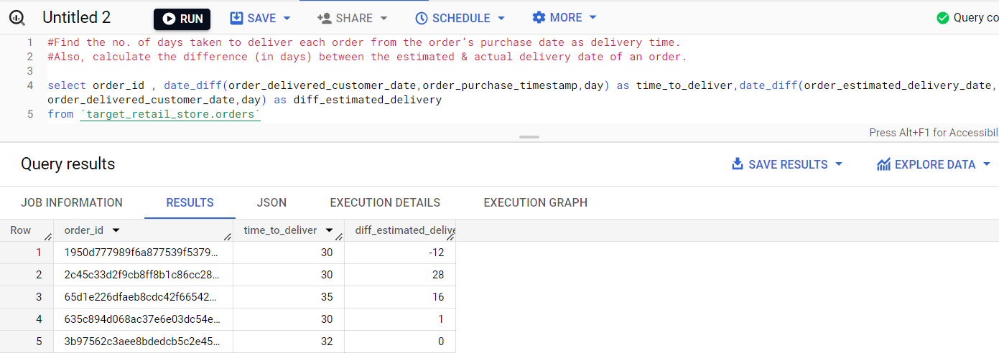 Untitled 2 RUN SAVE SHARE SCHEDULE MORE Query co
1 #Find the no. of days taken to deliver each order from the order's purchase date as delivery time.
2 #Also, calculate the difference (in days) between the estimated & actual delivery date of an order.
3
4 select order_id , date_diff(order_delivered_customer_date,order_purchase_timestamp,day) as time_to_deliver,date_diff(order_estimated_delivery_date,
order_delivered_customer_date,day) as diff_estimated_delivery
5 from `target_retail_store.orders`
Press Alt+F1 for Accessibil
Query results SAVE RESULTS EXPLORE DATA
JOB INFORMATION RESULTS JSON EXECUTION DETAILS EXECUTION GRAPH
Row order_id time_to_deliver diff_estimated_delive
1 1950d777989f6a877539f5379... 30 -12
2 2c45c33d2f9cb8ff8b1c86cc28... 30 28
3 65d1e226dfaeb8cdc42f66542... 35 16
4 635c894d068ac37e6e03dc54e... 30 1
5 3b97562c3aee8bdedcb5c2e45... 32 0